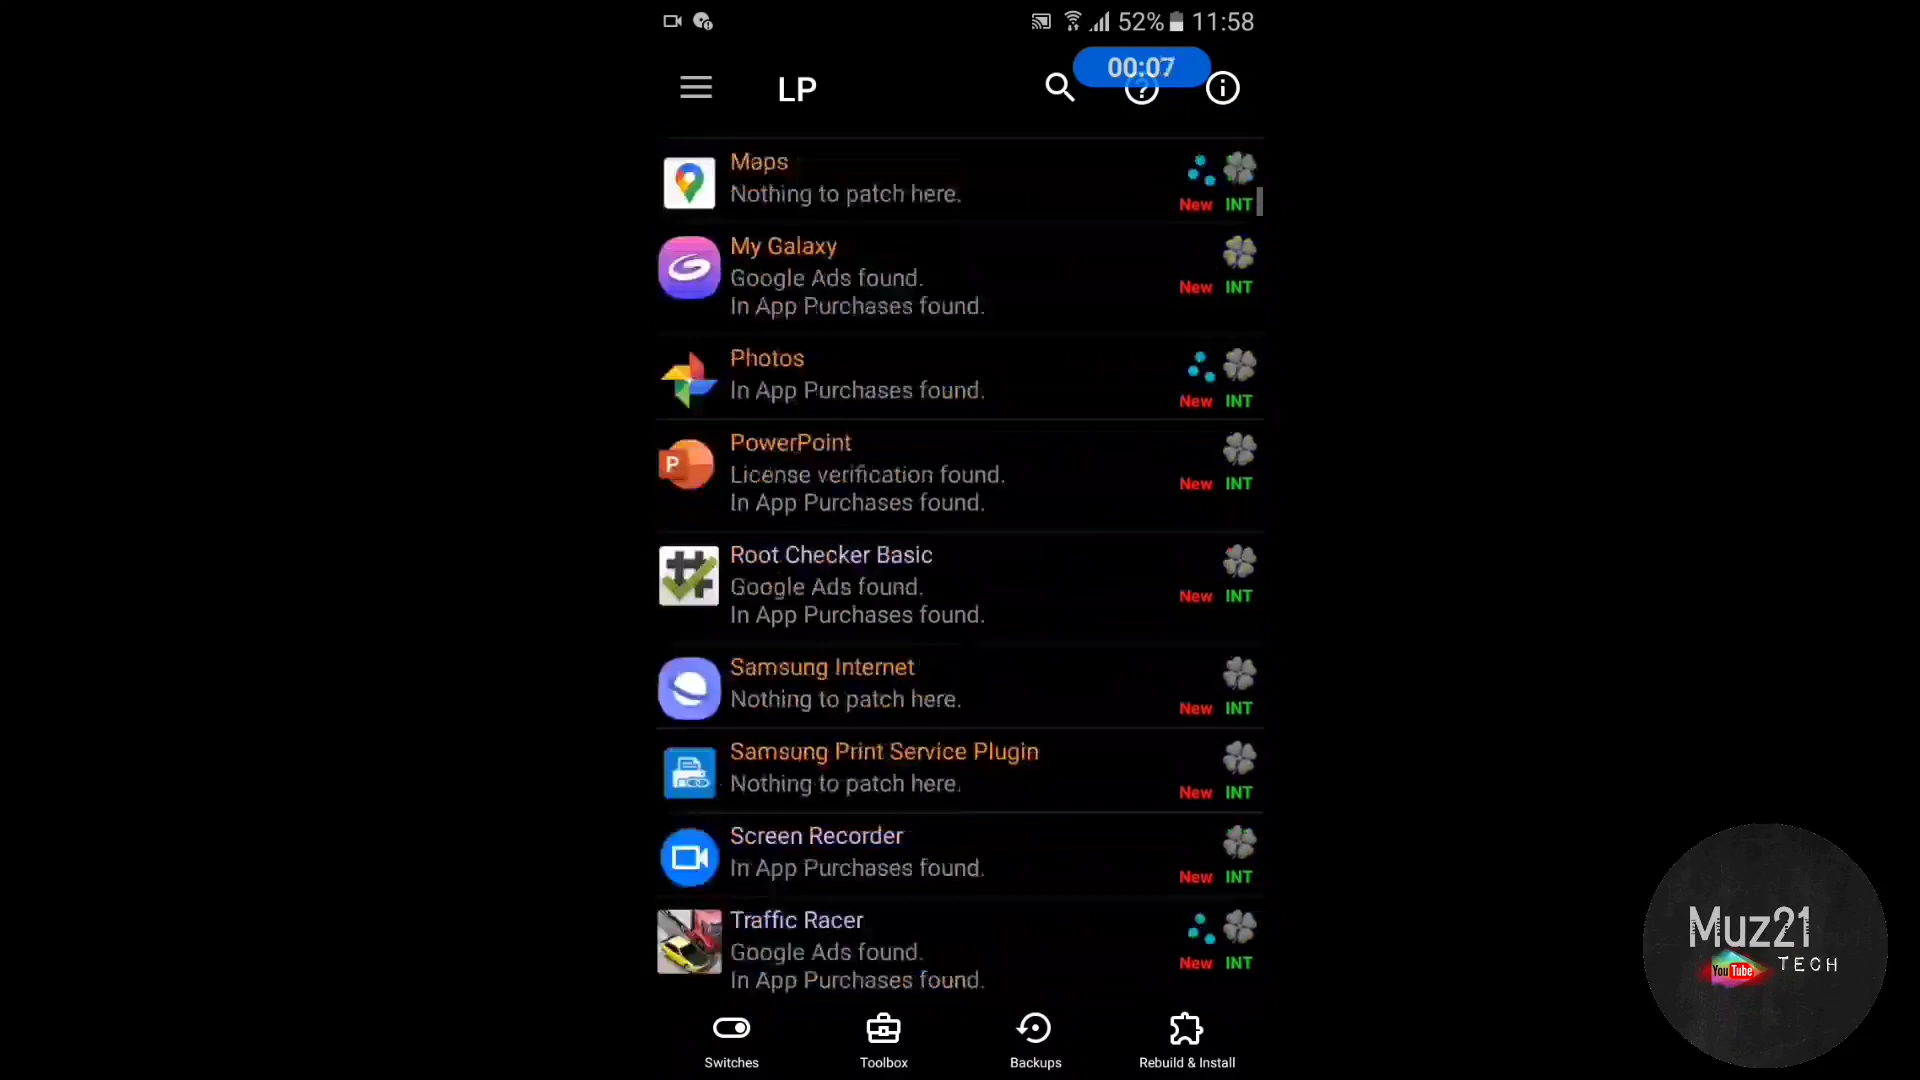 52% 11:58
00:07
LP
Maps
Nothing to patch here.
New INT
My Galaxy
Google Ads found.
In App Purchases found.
New INT
Photos
In App Purchases found.
New INT
PowerPoint
License verification found.
In App Purchases found.
New INT
Root Checker Basic
Google Ads found.
In App Purchases found.
New INT
Samsung Internet
Nothing to patch here.
New INT
Samsung Print Service Plugin
Nothing to patch here.
New INT
Screen Recorder
In App Purchases found.
New INT
Traffic Racer
Google Ads found.
In App Purchases found.
New INT
Switches Toolbox Backups Rebuild & Install
Muz21
YouTube TECH